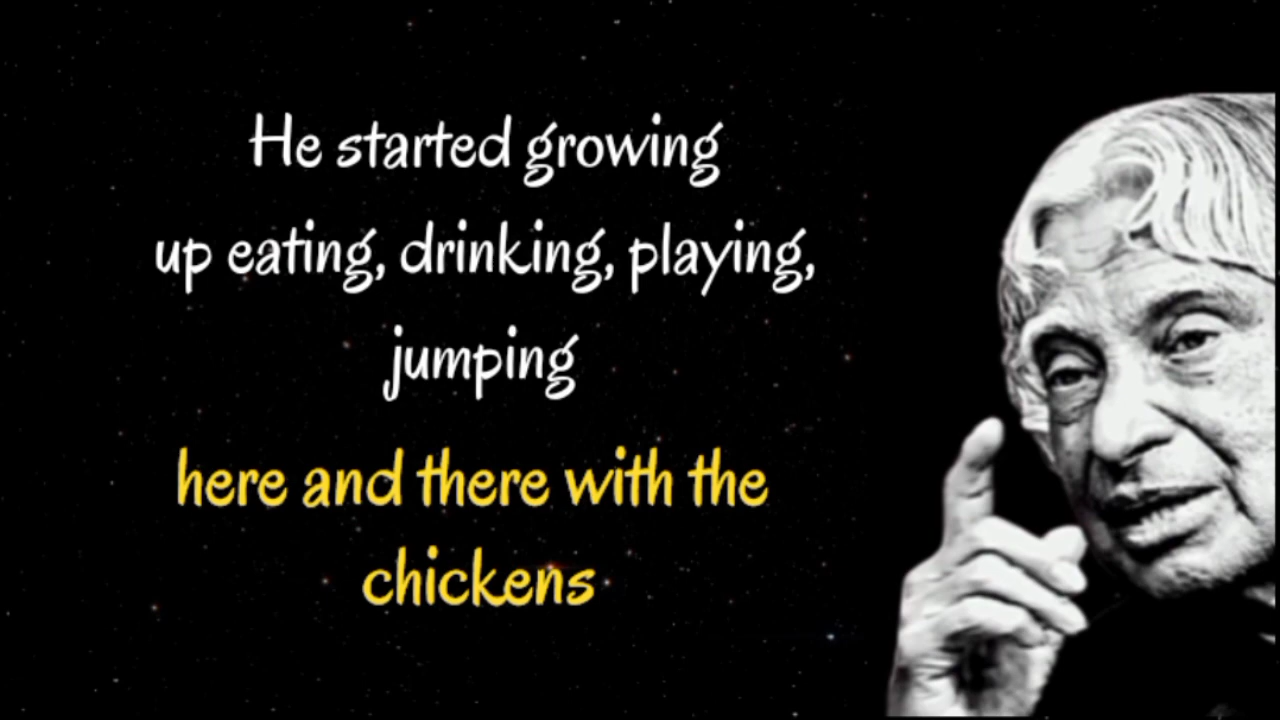 He started growing
up eating, drinking, playing,
jumping
here and there with the
chickens